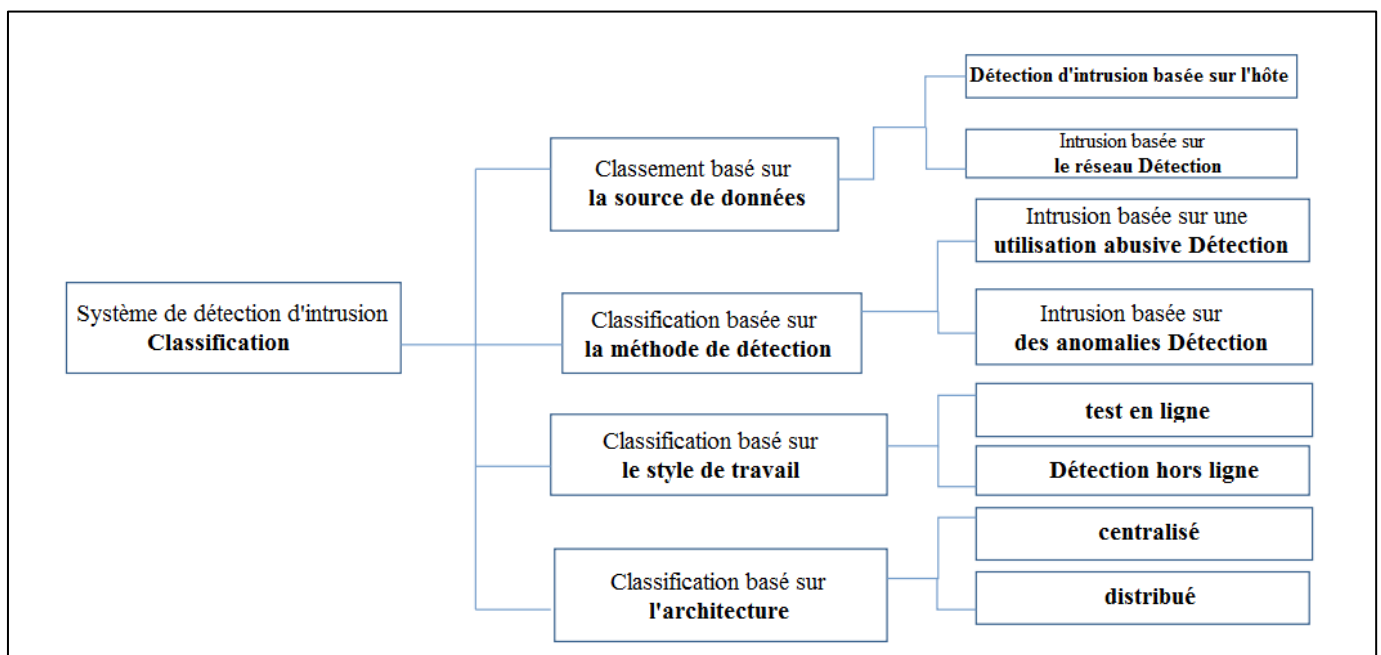 Système de détection d'intrusion
Classification
Classement basé sur
la source de données
Détection d'intrusion basée sur l'hôte
Intrusion basée sur
le réseau Détection
Classification basée sur
la méthode de détection
Intrusion basée sur une
utilisation abusive Détection
Intrusion basée sur
des anomalies Détection
Classification basé sur
le style de travail
test en ligne
Détection hors ligne
Classification basé sur
l'architecture
centralisé
distribué